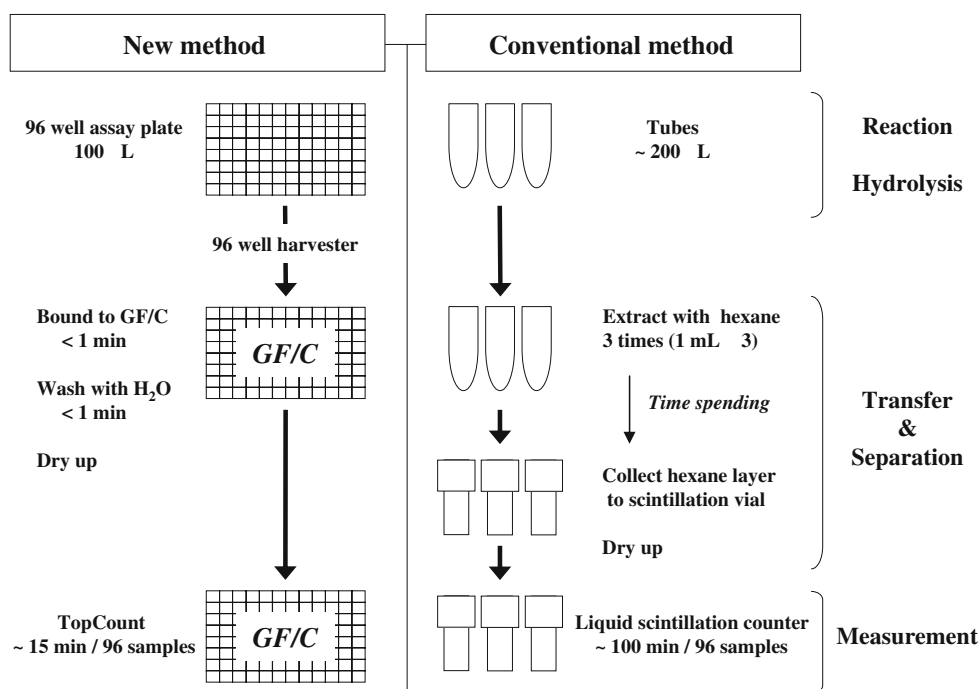 New method
Conventional method
96 well assay plate
100 L
96 well harvester
Bound to GF/C
< 1 min
Wash with H₂O
< 1 min
Dry up
GF/C
TopCount
~ 15 min / 96 samples
GF/C
Tubes
~ 200 L
Extract with hexane
3 times (1 mL 3)
Time spending
Collect hexane layer
to scintillation vial
Dry up
Liquid scintillation counter
~ 100 min / 96 samples
Reaction
Hydrolysis
Transfer
&
Separation
Measurement